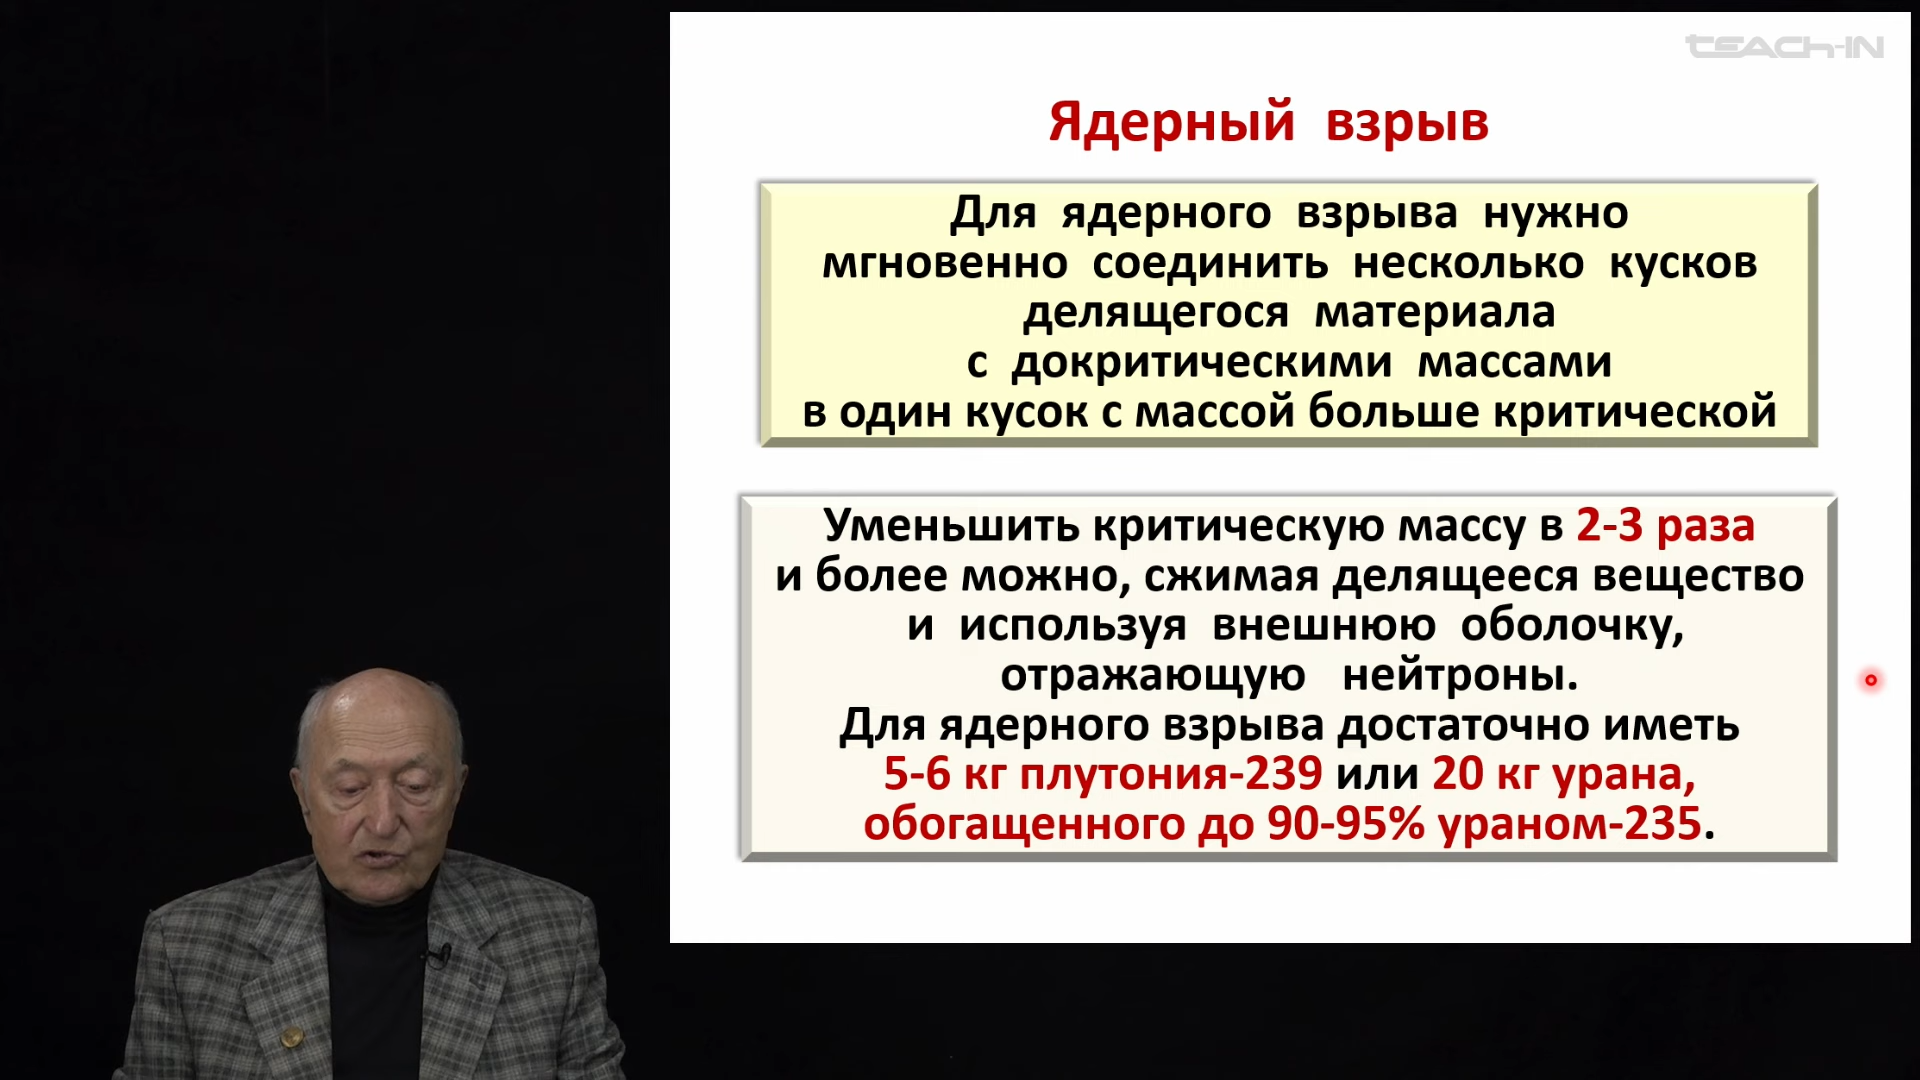 teach-in
Ядерный взрыв
Для ядерного взрыва нужно
мгновенно соединить несколько кусков
делящегося материала
с докритическими массами
в один кусок с массой больше критической
Уменьшить критическую массу в 2-3 раза
и более можно, сжимая делящееся вещество
и используя внешнюю оболочку,
отражающую нейтроны.
Для ядерного взрыва достаточно иметь
5-6 кг плутония-239 или 20 кг урана,
обогащенного до 90-95% ураном-235.